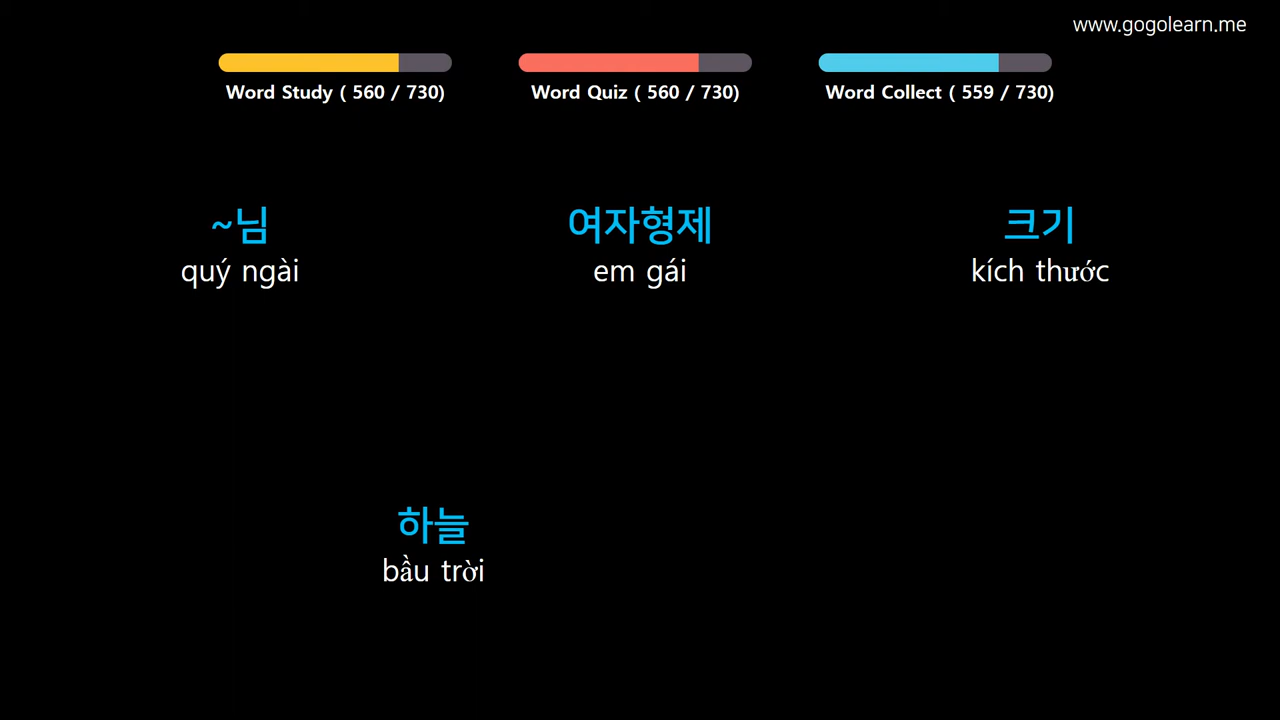 www.gogolearn.me
Word Study ( 560 / 730)
Word Quiz ( 560 / 730)
Word Collect ( 559 / 730)
~님
quý ngài
여자형제
em gái
크기
kích thước
하늘
bầu trời